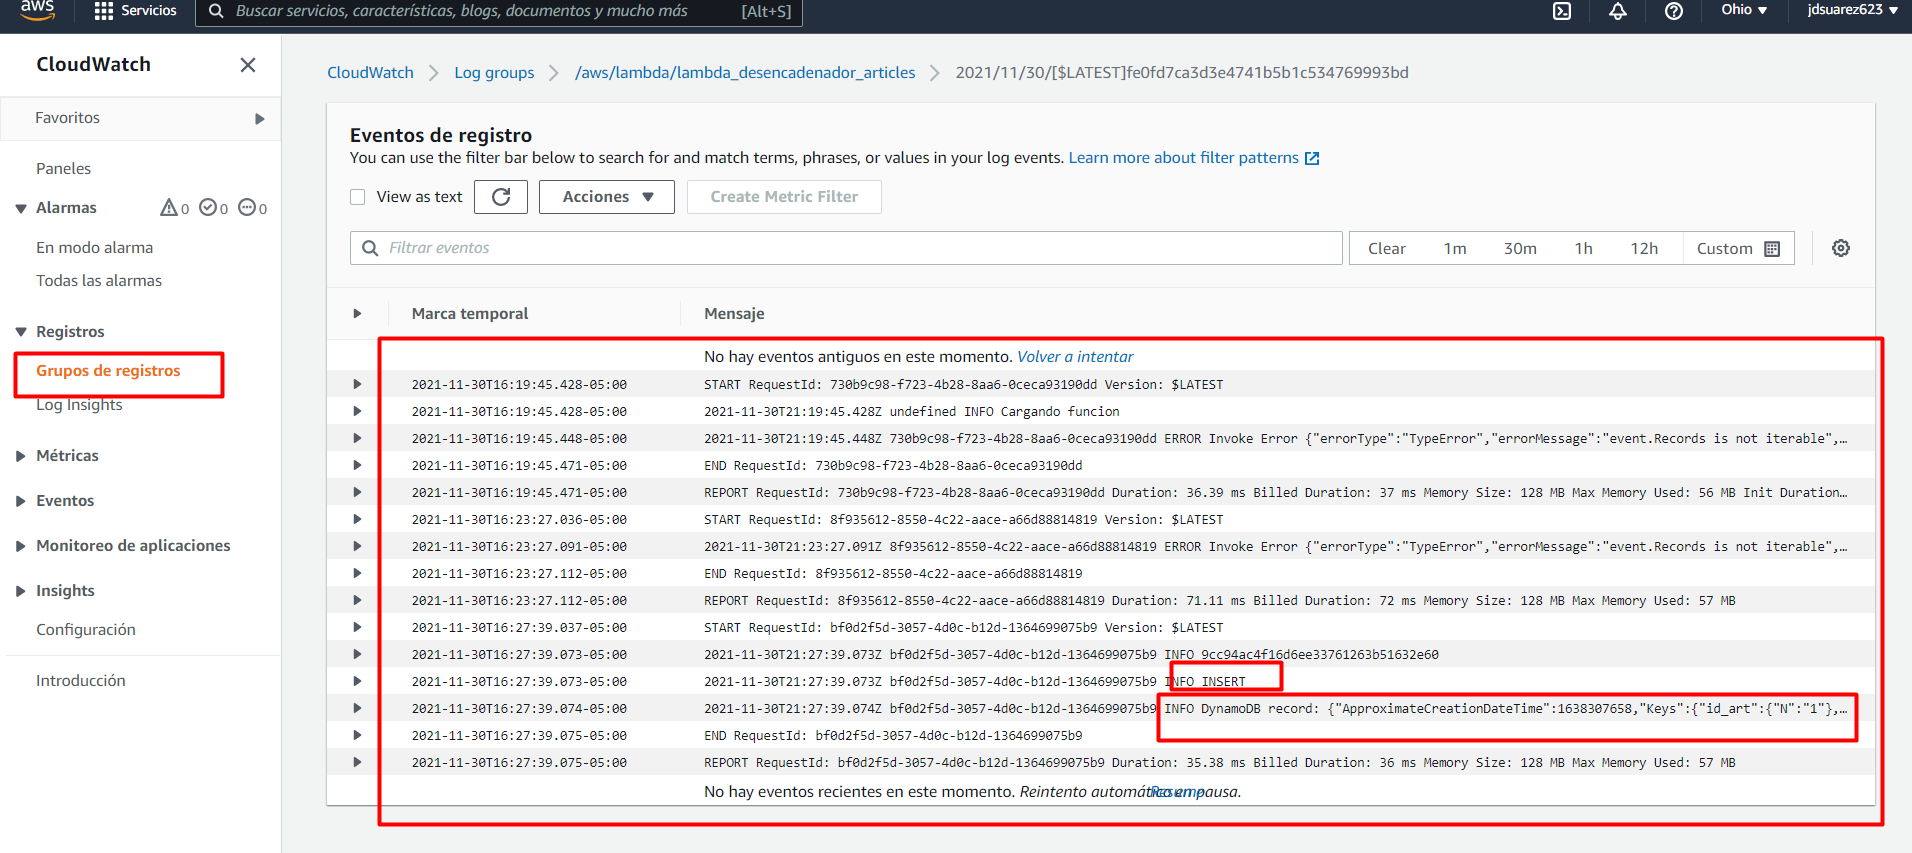 aws
Servicios
Buscar servicios, características, blogs, documentos y mucho más [Alt+S]
Ohio
jdsuarez623
CloudWatch
Favoritos
Paneles
Alarmas 0 0 0
En modo alarma
Todas las alarmas
Registros
Grupos de registros
Log Insights
Métricas
Eventos
Monitoreo de aplicaciones
Insights
Configuración
Introducción
CloudWatch Log groups /aws/lambda/lambda_desencadenador_articles 2021/11/30/[$LATEST]fe0fd7ca3d3e4741b5b1c534769993bd
Eventos de registro
You can use the filter bar below to search for and match terms, phrases, or values in your log events. Learn more about filter patterns
View as text Acciones Create Metric Filter
Filtrar eventos Clear 1m 30m 1h 12h Custom
Marca temporal Mensaje
No hay eventos antiguos en este momento. Volver a intentar
2021-11-30T16:19:45.428-05:00 START RequestId: 730b9c98-f723-4b28-8aa6-0ceca93190dd Version: $LATEST
2021-11-30T16:19:45.428-05:00 2021-11-30T21:19:45.428Z undefined INFO Cargando funcion
2021-11-30T16:19:45.448-05:00 2021-11-30T21:19:45.448Z 730b9c98-f723-4b28-8aa6-0ceca93190dd ERROR Invoke Error {"errorType":"TypeError","errorMessage":"event.Records is not iterable",…
2021-11-30T16:19:45.471-05:00 END RequestId: 730b9c98-f723-4b28-8aa6-0ceca93190dd
2021-11-30T16:19:45.471-05:00 REPORT RequestId: 730b9c98-f723-4b28-8aa6-0ceca93190dd Duration: 36.39 ms Billed Duration: 37 ms Memory Size: 128 MB Max Memory Used: 56 MB Init Duration…
2021-11-30T16:23:27.036-05:00 START RequestId: 8f935612-8550-4c22-aace-a66d88814819 Version: $LATEST
2021-11-30T16:23:27.091-05:00 2021-11-30T21:23:27.091Z 8f935612-8550-4c22-aace-a66d88814819 ERROR Invoke Error {"errorType":"TypeError","errorMessage":"event.Records is not iterable",…
2021-11-30T16:23:27.112-05:00 END RequestId: 8f935612-8550-4c22-aace-a66d88814819
2021-11-30T16:23:27.112-05:00 REPORT RequestId: 8f935612-8550-4c22-aace-a66d88814819 Duration: 71.11 ms Billed Duration: 72 ms Memory Size: 128 MB Max Memory Used: 57 MB
2021-11-30T16:27:39.037-05:00 START RequestId: bf0d2f5d-3057-4d0c-b12d-1364699075b9 Version: $LATEST
2021-11-30T16:27:39.073-05:00 2021-11-30T21:27:39.073Z bf0d2f5d-3057-4d0c-b12d-1364699075b9 INFO 9cc94ac4f16d6ee33761263b51632e60
2021-11-30T16:27:39.073-05:00 2021-11-30T21:27:39.073Z bf0d2f5d-3057-4d0c-b12d-1364699075b9 INFO INSERT
2021-11-30T16:27:39.074-05:00 2021-11-30T21:27:39.074Z bf0d2f5d-3057-4d0c-b12d-1364699075b9 INFO DynamoDB record: {"ApproximateCreationDateTime":1638307658,"Keys":{"id_art":{"N":"1"},…
2021-11-30T16:27:39.075-05:00 END RequestId: bf0d2f5d-3057-4d0c-b12d-1364699075b9
2021-11-30T16:27:39.075-05:00 REPORT RequestId: bf0d2f5d-3057-4d0c-b12d-1364699075b9 Duration: 35.38 ms Billed Duration: 36 ms Memory Size: 128 MB Max Memory Used: 57 MB
No hay eventos recientes en este momento. Reintento automático en pausa. Resume